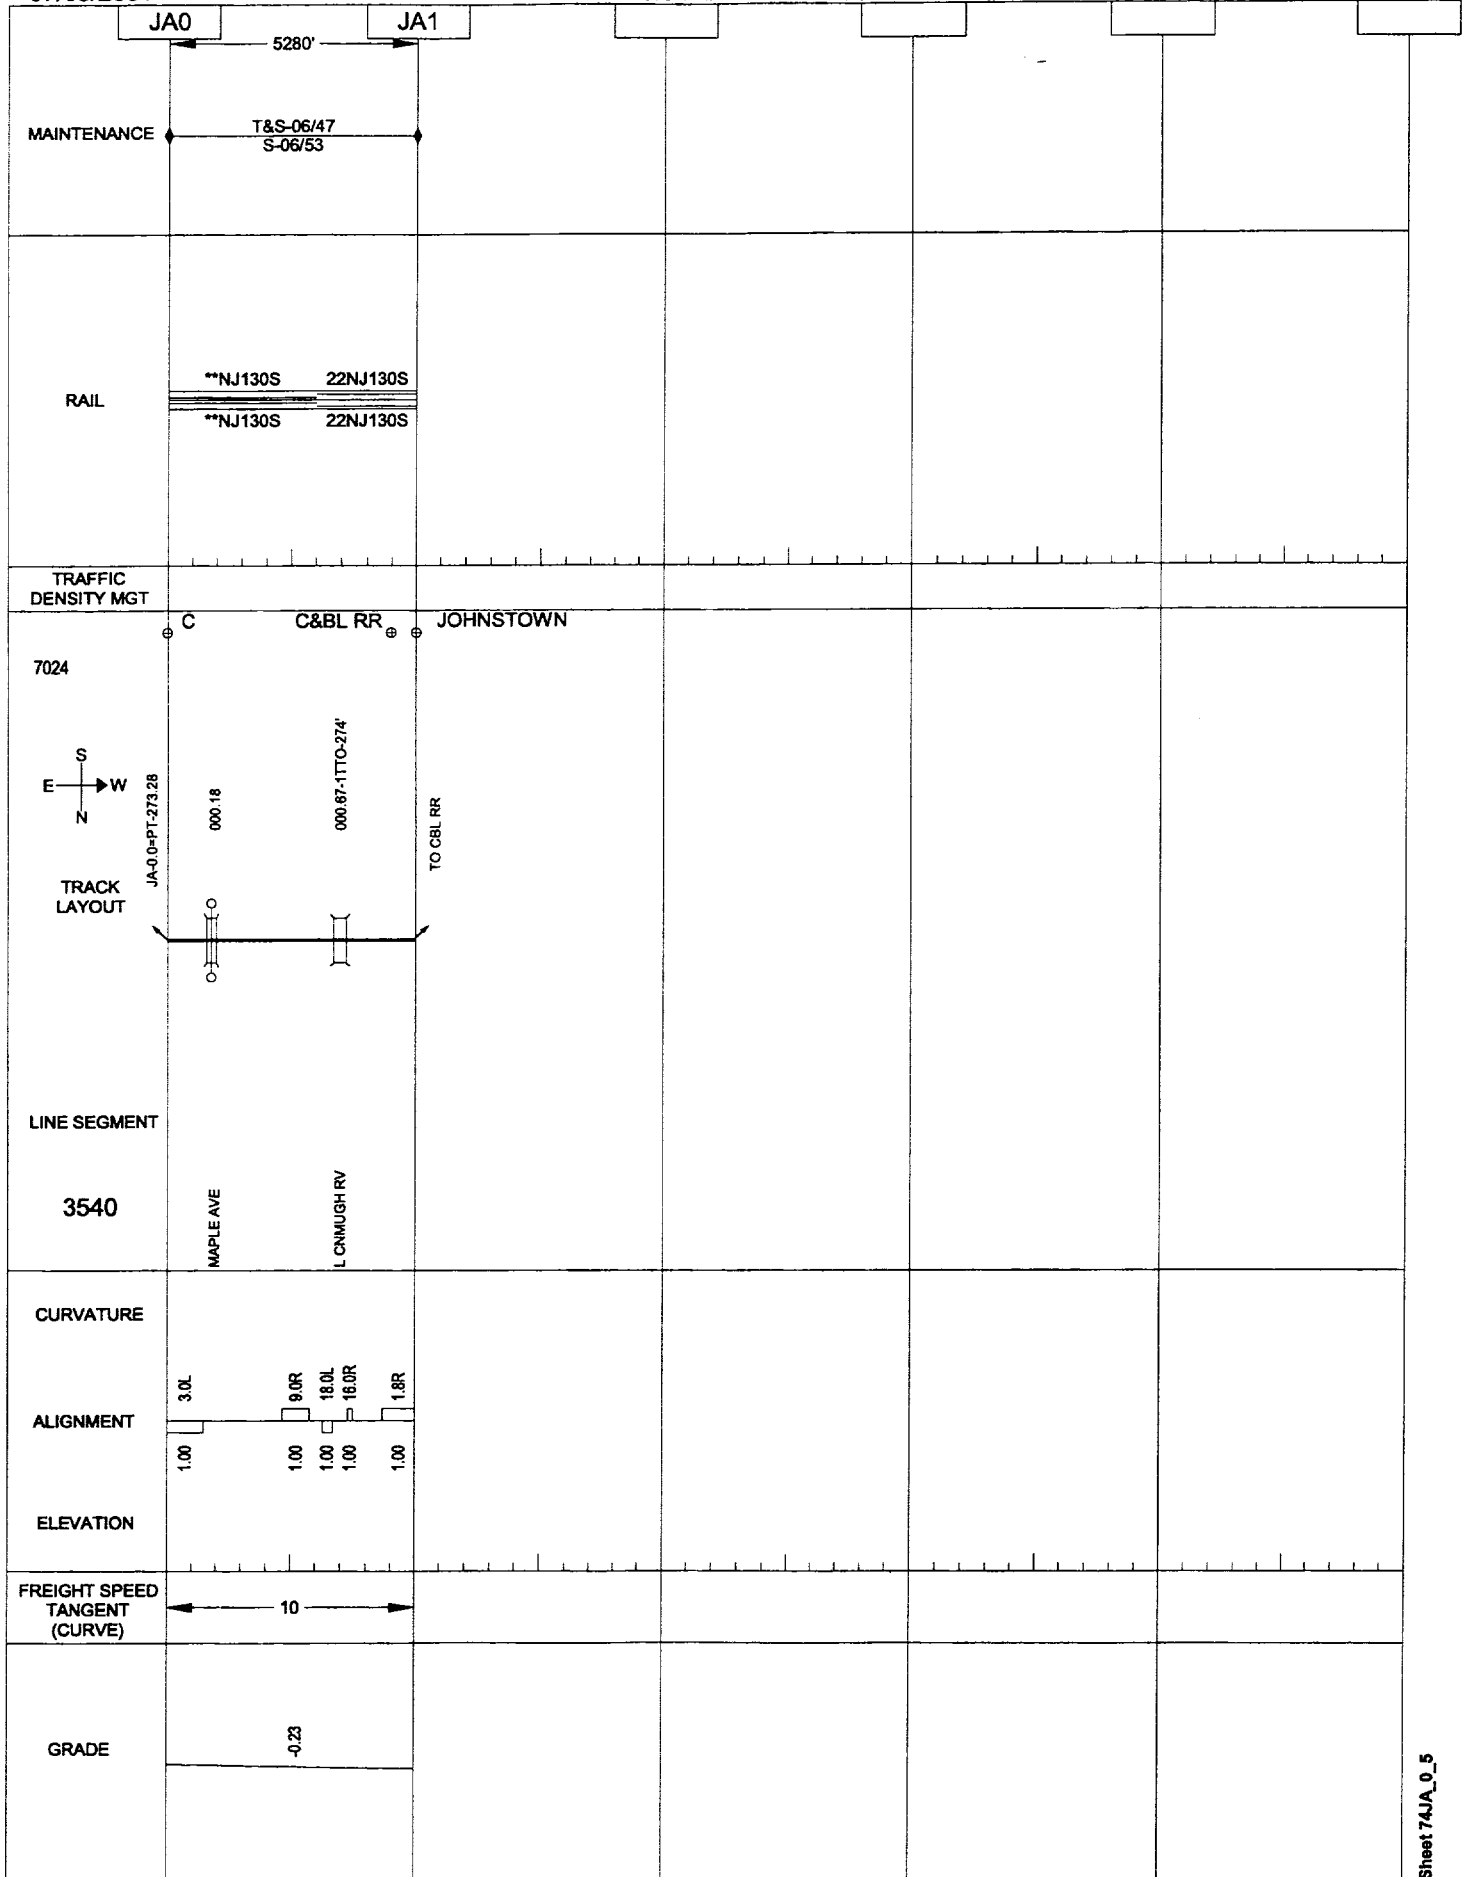 JA0
JA1
5280'
MAINTENANCE
T&S-06/47
S-06/53
RAIL
**NJ130S
22NJ130S
**NJ130S
22NJ130S
TRAFFIC
DENSITY MGT
C
C&BL RR
JOHNSTOWN
7024
S
E
W
N
JA-0.0=PT-273.28
000.18
000.67-1TTO-274'
TO CBL RR
TRACK
LAYOUT
LINE SEGMENT
3540
MAPLE AVE
L CNMUGH RV
CURVATURE
3.0L
9.0R
18.0L
16.0R
1.8R
ALIGNMENT
1.00
1.00
1.00
1.00
1.00
ELEVATION
FREIGHT SPEED
TANGENT
(CURVE)
10
GRADE
-0.23
Sheet 74JA_0_5